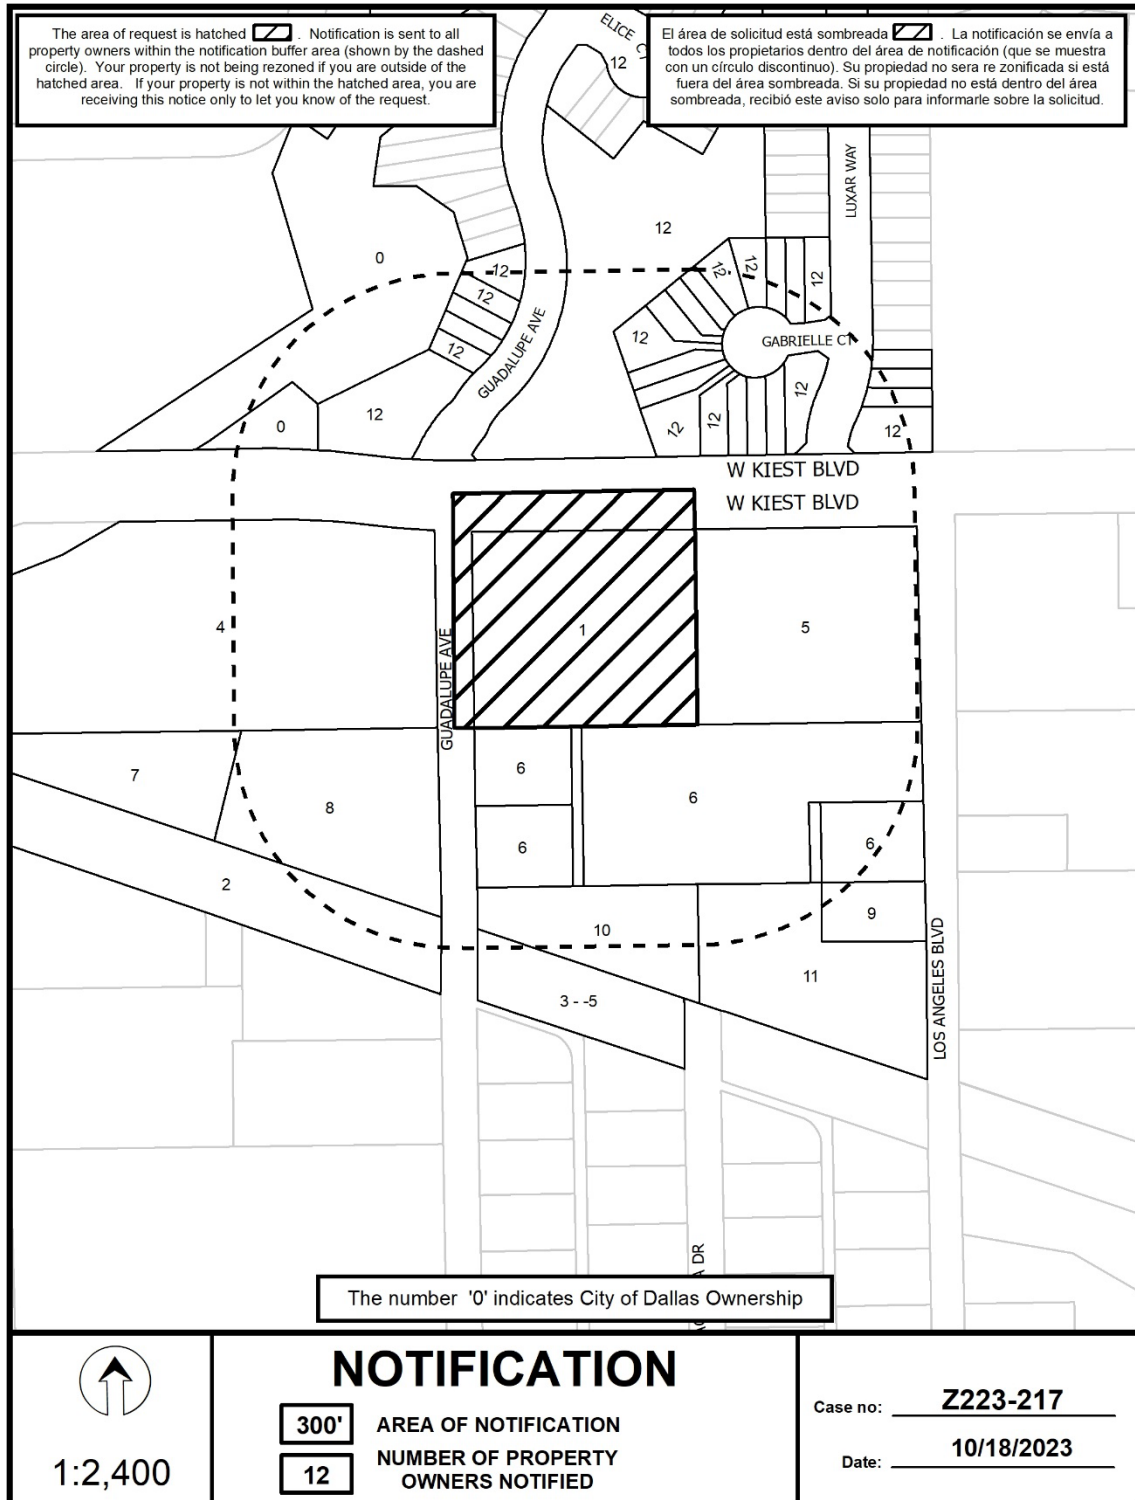 The area of request is hatched . Notification is sent to all
property owners within the notification buffer area (shown by the dashed
circle). Your property is not being rezoned if you are outside of the
hatched area. If your property is not within the hatched area, you are
receiving this notice only to let you know of the request.
El área de solicitud está sombreada . La notificación se envía a
todos los propietarios dentro del área de notificación (que se muestra
con un círculo discontinuo). Su propiedad no sera re zonificada si está
fuera del área sombreada. Si su propiedad no está dentro del área
sombreada, recibió este aviso solo para informarle sobre la solicitud.
12
LUXAR WAY
12
0
12
12
12
12
12
12
GUADALUPE AVE
12
GABRIELLE CT
12
12
0
12
12
12
12
W KIEST BLVD
W KIEST BLVD
4
GUADALUPE AVE
1
5
7
8
6
6
6
6
2
9
10
11
3 - -5
LOS ANGELES BLVD
DR
The number '0' indicates City of Dallas Ownership
1:2,400
NOTIFICATION
300' AREA OF NOTIFICATION
12 NUMBER OF PROPERTY
OWNERS NOTIFIED
Case no: Z223-217
Date: 10/18/2023